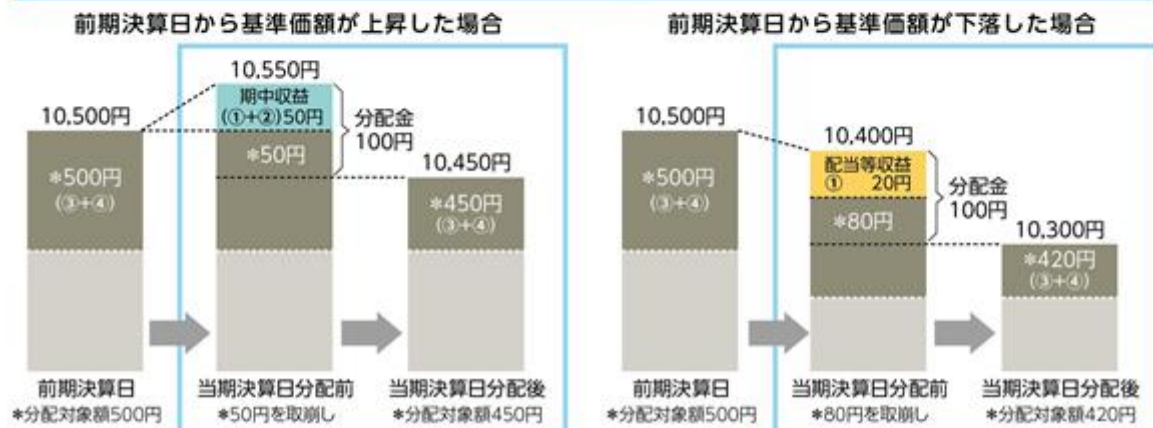 前期決算日から基準価額が上昇した場合
10,550円
10,500円
期中収益
(①+②)50円
分配金
100円
*50円
10,450円
*500円
(③+④)
*450円
(③+④)
前期決算日
*分配対象額500円
当期決算日分配前
*50円を取崩し
当期決算日分配後
*分配対象額450円
前期決算日から基準価額が下落した場合
10,500円
10,400円
配当等収益
① 20円
分配金
100円
*500円
(③+④)
*80円
10,300円
*420円
(③+④)
前期決算日
*分配対象額500円
当期決算日分配前
*80円を取崩し
当期決算日分配後
*分配対象額420円